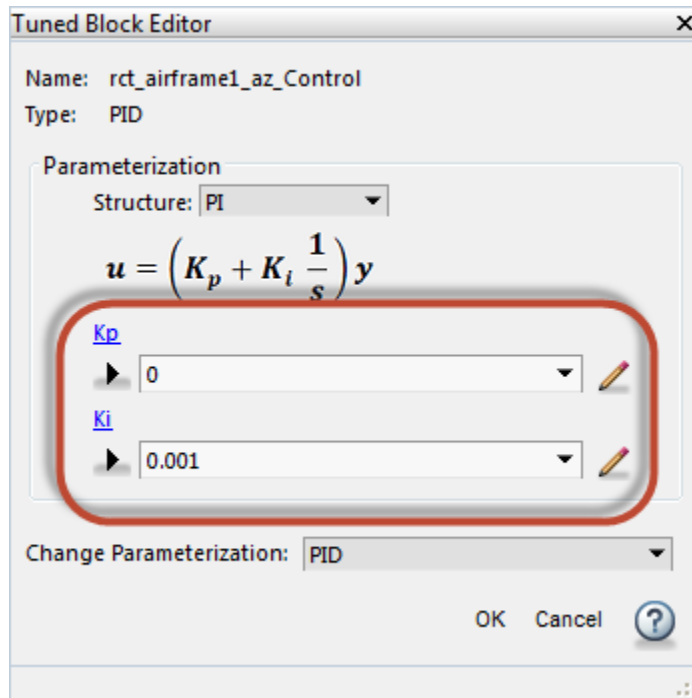 Tuned Block Editor
Name: rct_airframe1_az_Control
Type: PID
Parameterization
Structure: PI
u = (Kp + Ki 1/s) y
Kp
0
Ki
0.001
Change Parameterization: PID
OK Cancel ?